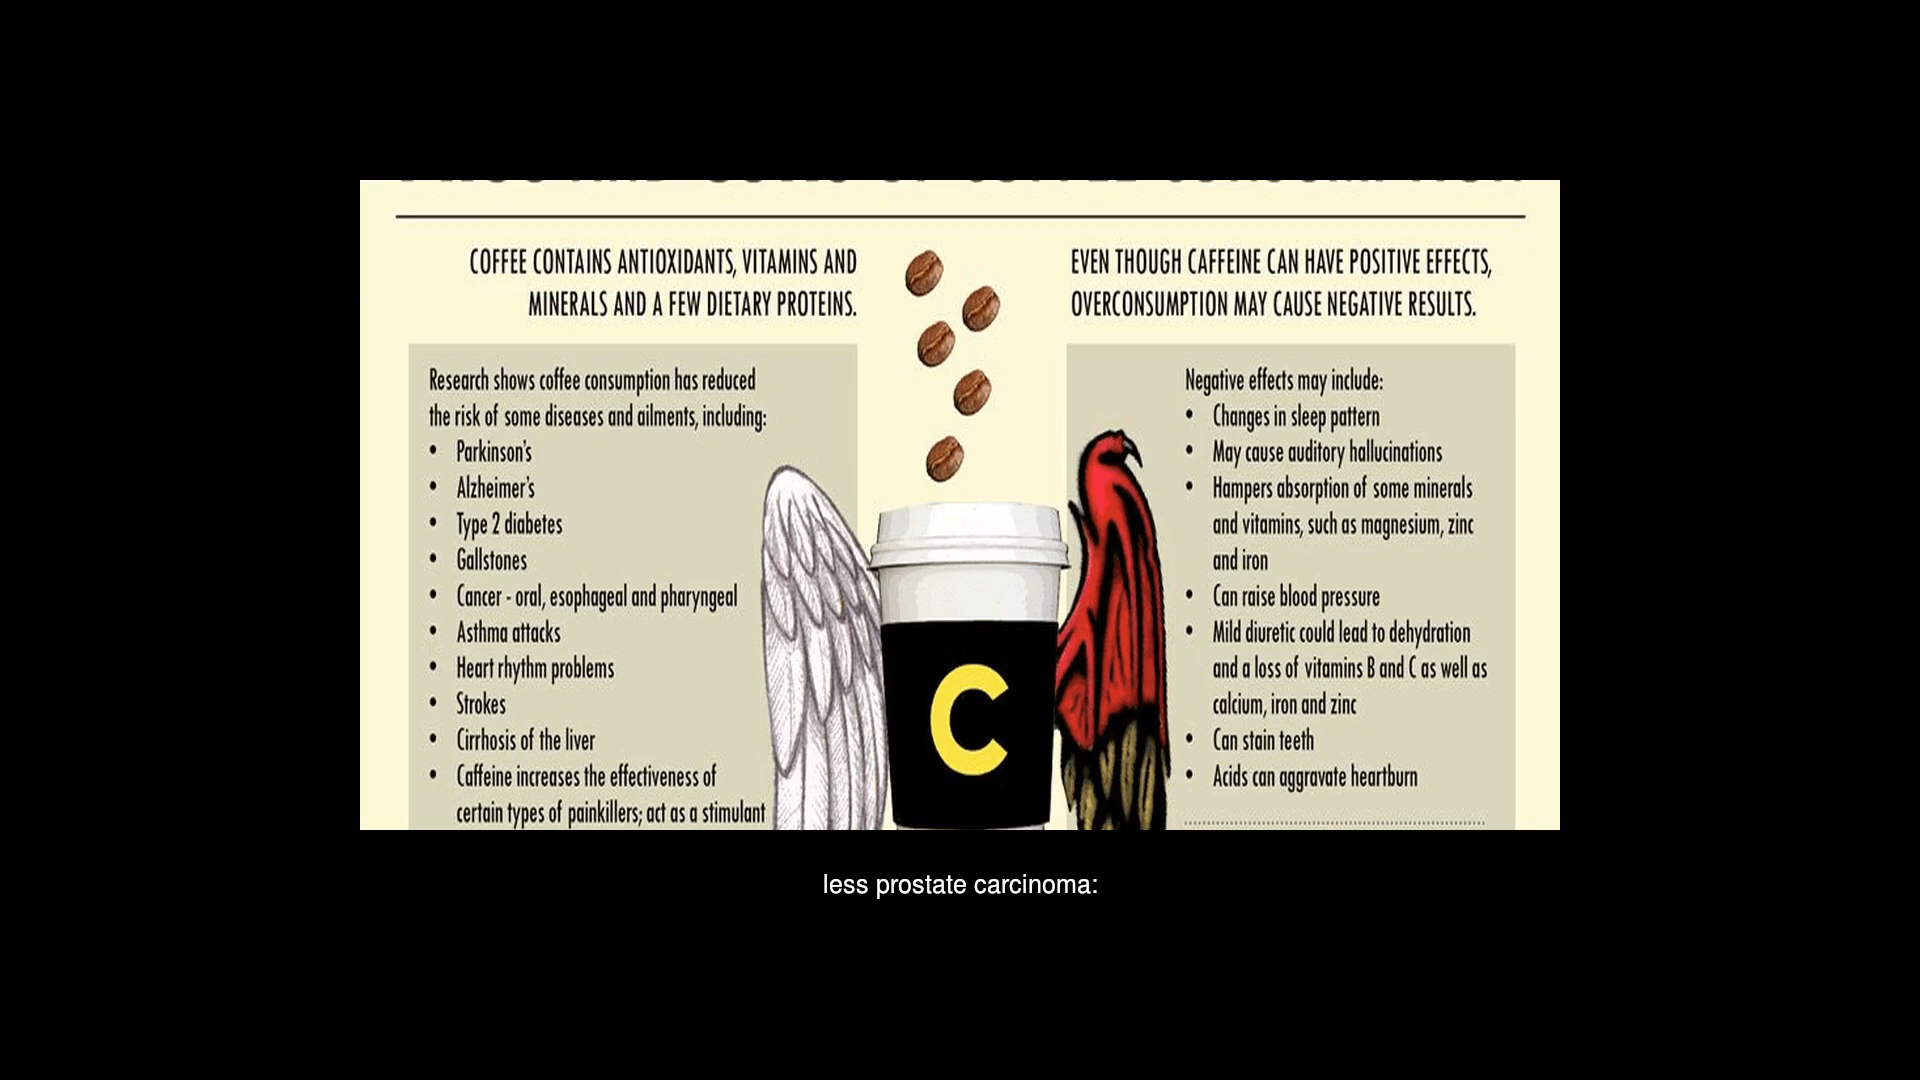 COFFEE CONTAINS ANTIOXIDANTS, VITAMINS AND
MINERALS AND A FEW DIETARY PROTEINS.
Research shows coffee consumption has reduced
the risk of some diseases and ailments, including:
• Parkinson's
• Alzheimer's
• Type 2 diabetes
• Gallstones
• Cancer - oral, esophageal and pharyngeal
• Asthma attacks
• Heart rhythm problems
• Strokes
• Cirrhosis of the liver
• Caffeine increases the effectiveness of
certain types of painkillers; act as a stimulant
C
EVEN THOUGH CAFFEINE CAN HAVE POSITIVE EFFECTS,
OVERCONSUMPTION MAY CAUSE NEGATIVE RESULTS.
Negative effects may include:
• Changes in sleep pattern
• May cause auditory hallucinations
• Hampers absorption of some minerals
and vitamins, such as magnesium, zinc
and iron
• Can raise blood pressure
• Mild diuretic could lead to dehydration
and a loss of vitamins B and C as well as
calcium, iron and zinc
• Can stain teeth
• Acids can aggravate heartburn
less prostate carcinoma: